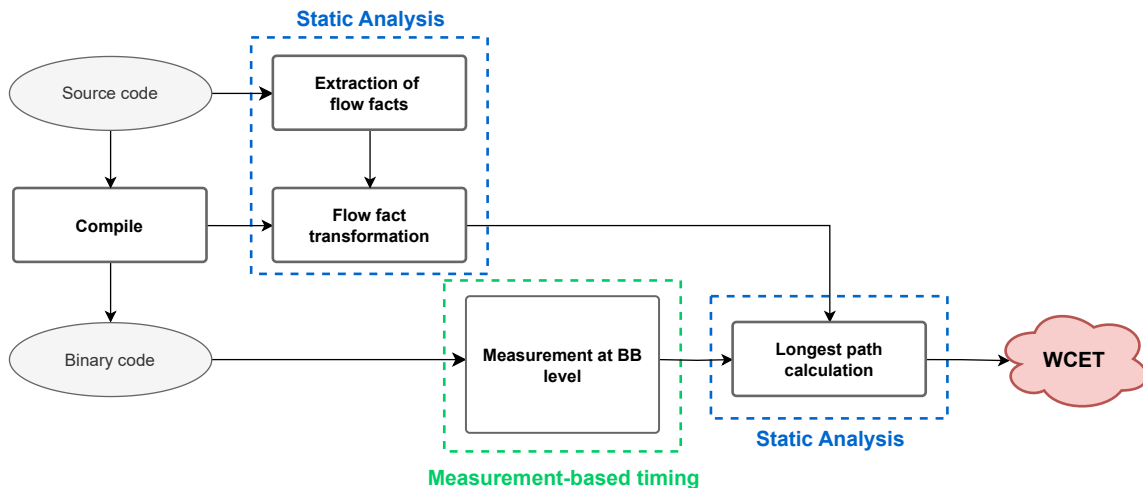 Static Analysis
Source code
Extraction of
flow facts
Compile
Flow fact
transformation
Binary code
Measurement at BB
level
Longest path
calculation
WCET
Static Analysis
Measurement-based timing